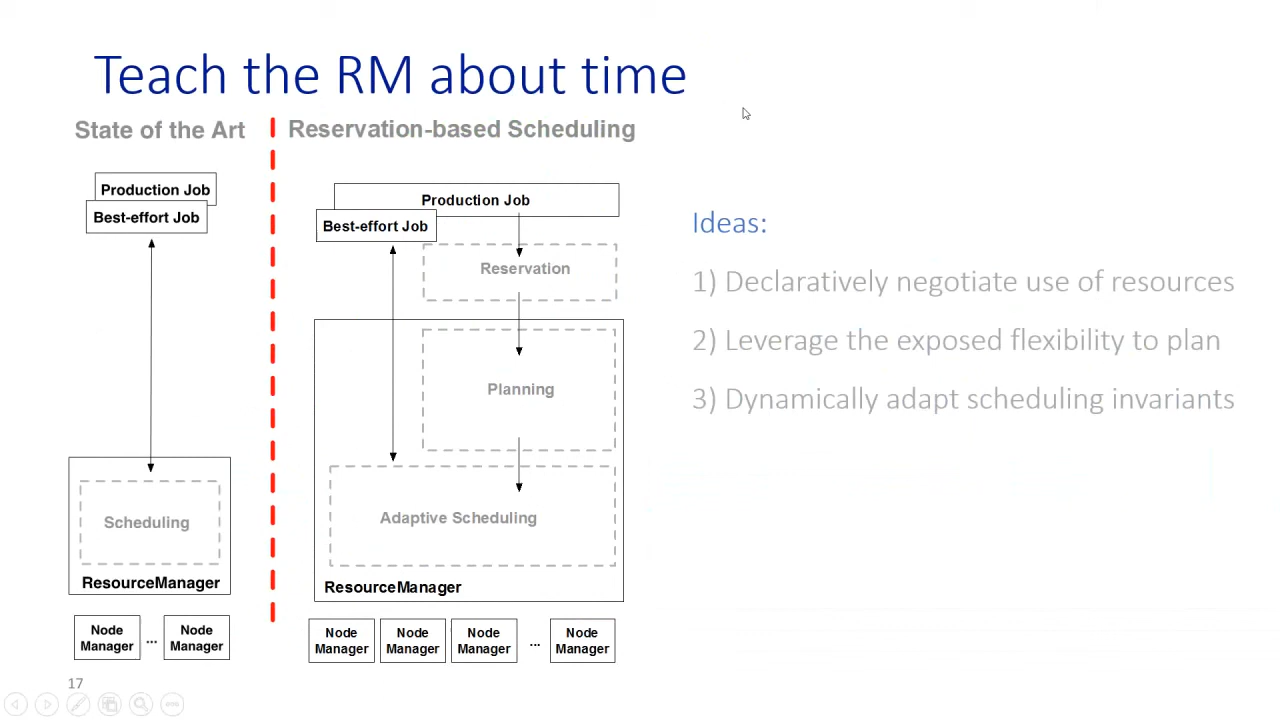 Teach the RM about time
State of the Art
Reservation-based Scheduling
Production Job
Best-effort Job
Scheduling
ResourceManager
Node
Manager
...
Node
Manager
Production Job
Best-effort Job
Reservation
Planning
Adaptive Scheduling
ResourceManager
Node
Manager
Node
Manager
Node
Manager
...
Node
Manager
Ideas:
1) Declaratively negotiate use of resources
2) Leverage the exposed flexibility to plan
3) Dynamically adapt scheduling invariants
17